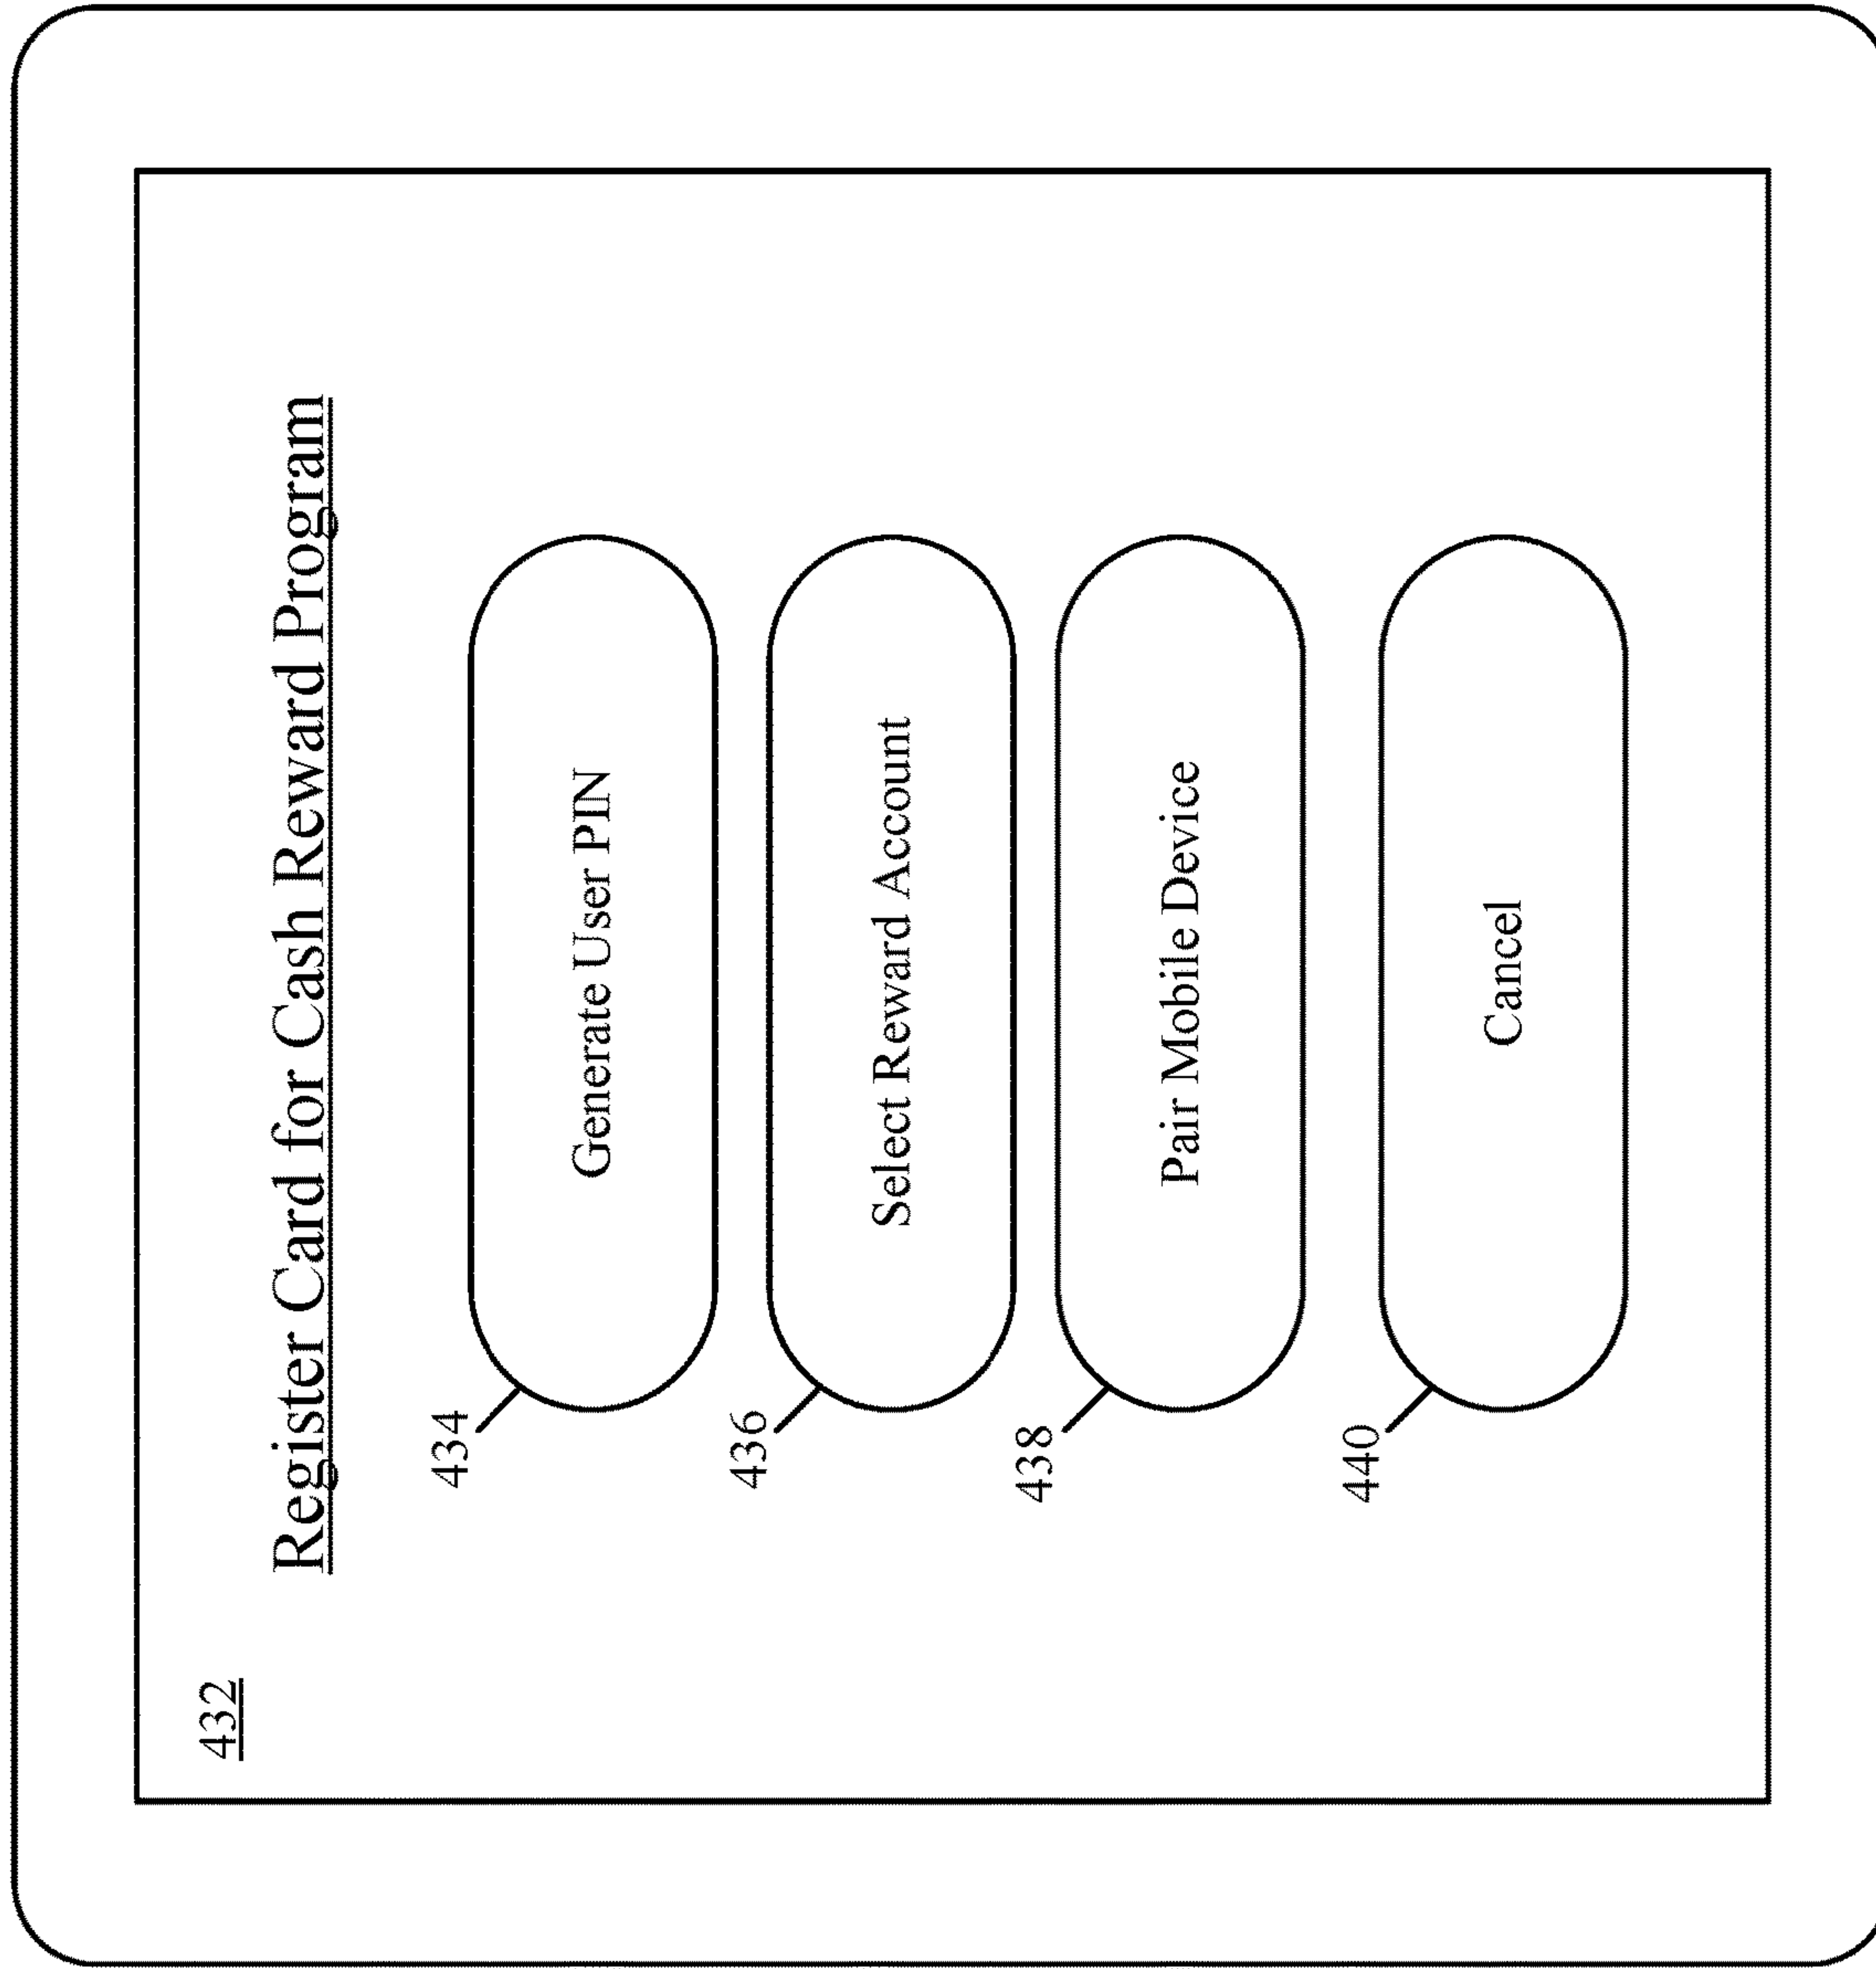 432
Register Card for Cash Reward Program
434
Generate User PIN
436
Select Reward Account
438
Pair Mobile Device
440
Cancel